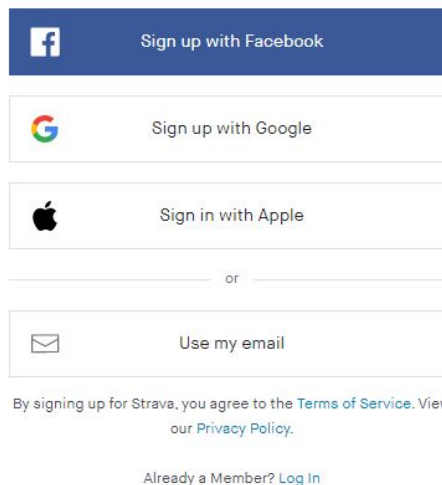 Sign up with Facebook
Sign up with Google
Sign in with Apple
or
Use my email
By signing up for Strava, you agree to the Terms of Service. View
our Privacy Policy.
Already a Member? Log In